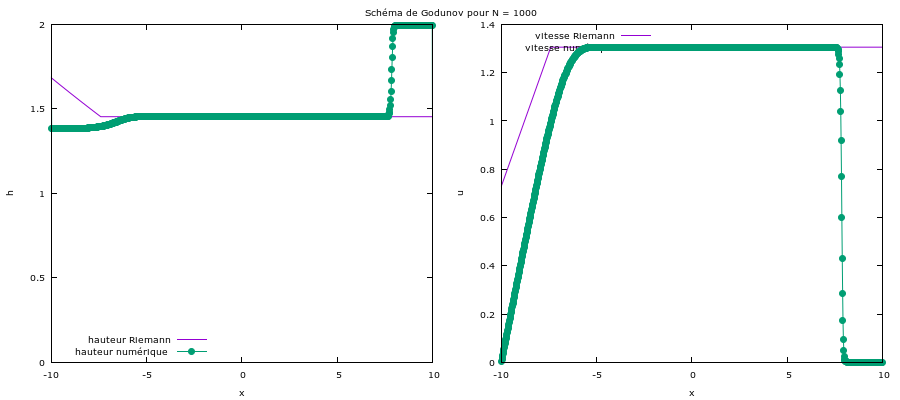 Schéma de Godunov pour N = 1000
2
1.5
1
0.5
0
h
-10
-5
0
5
10
x
hauteur Riemann
hauteur numérique
1.4
1.2
1
0.8
0.6
0.4
0.2
0
u
-10
-5
0
5
10
x
vitesse Riemann
vitesse